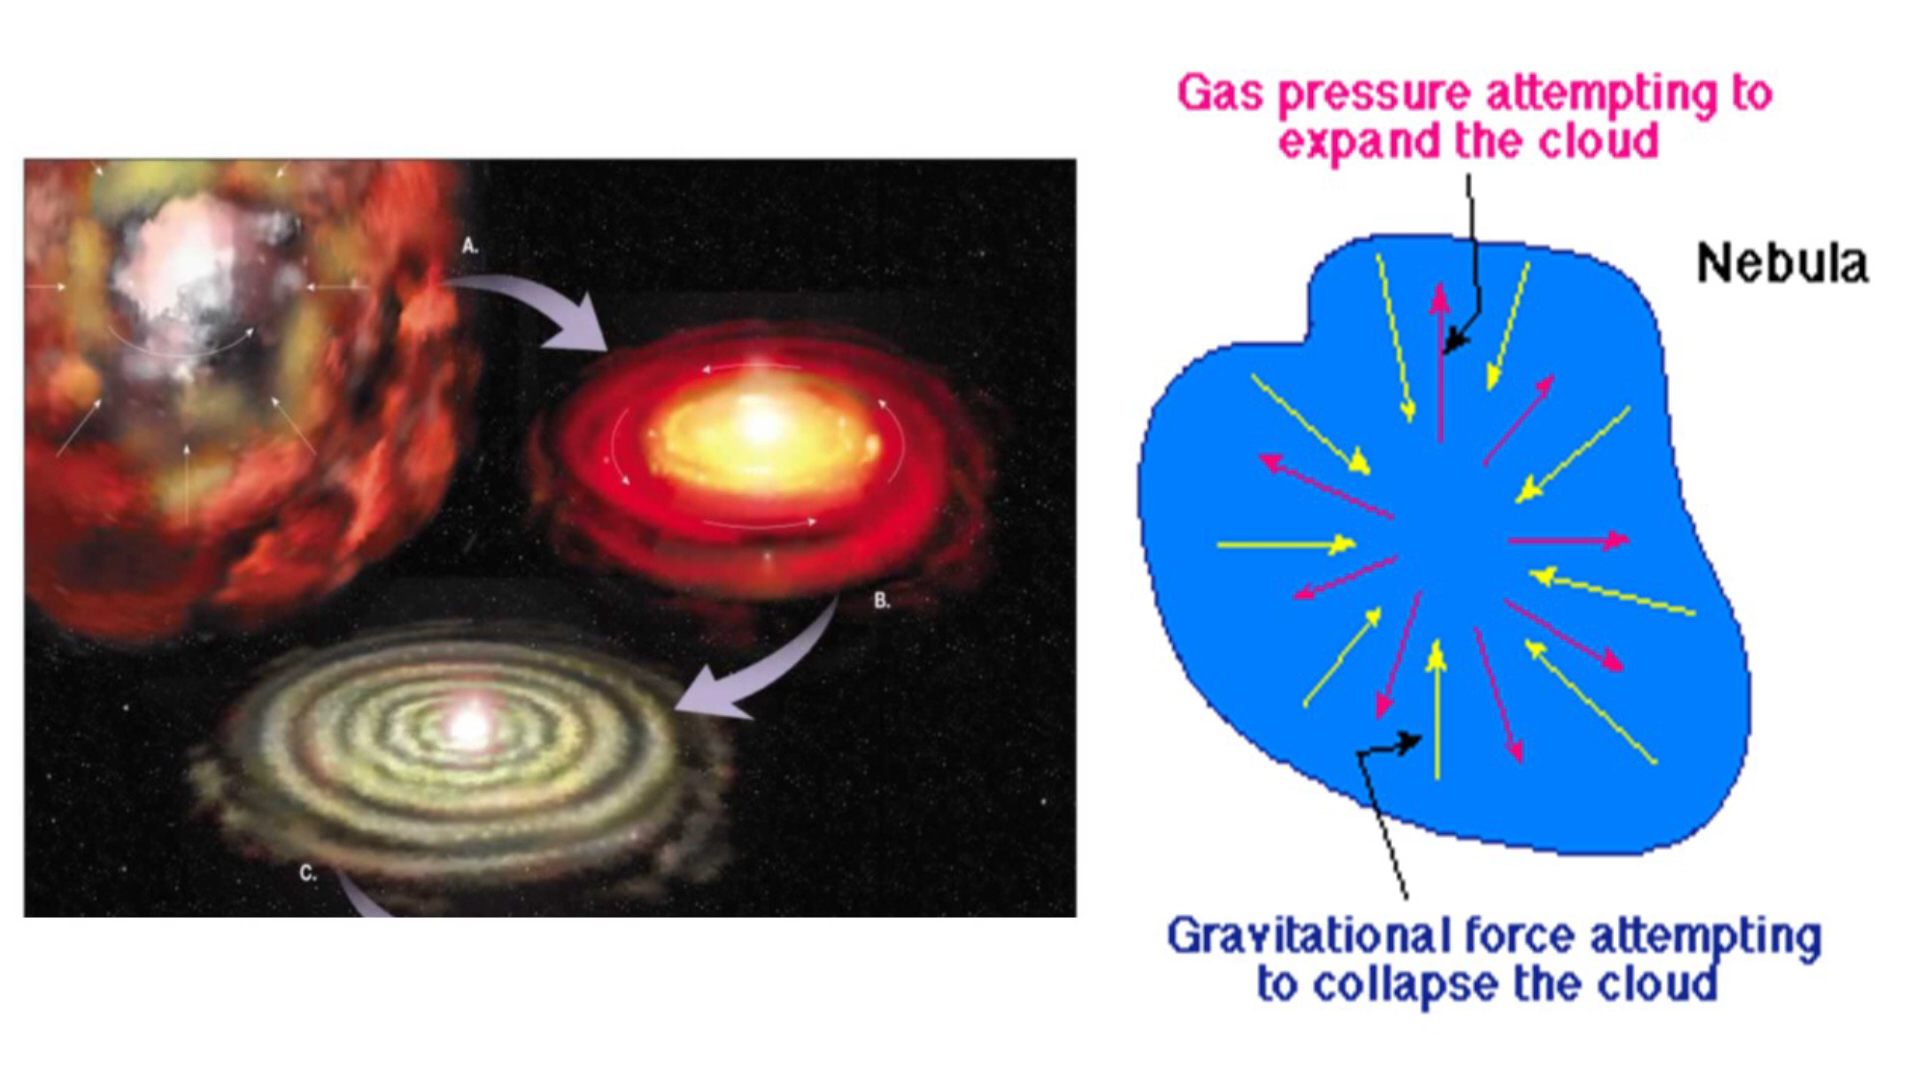 A.
B.
C.
Gas pressure attempting to
expand the cloud
Nebula
Gravitational force attempting
to collapse the cloud